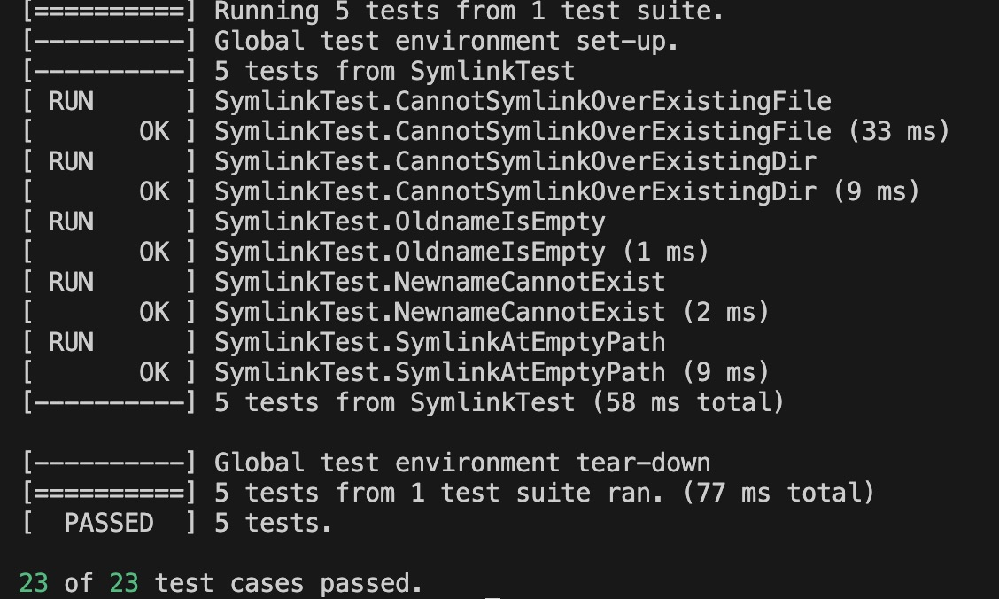 [==========] Running 5 tests from 1 test suite.
[----------] Global test environment set-up.
[----------] 5 tests from SymlinkTest
[ RUN      ] SymlinkTest.CannotSymlinkOverExistingFile
[       OK ] SymlinkTest.CannotSymlinkOverExistingFile (33 ms)
[ RUN      ] SymlinkTest.CannotSymlinkOverExistingDir
[       OK ] SymlinkTest.CannotSymlinkOverExistingDir (9 ms)
[ RUN      ] SymlinkTest.OldnameIsEmpty
[       OK ] SymlinkTest.OldnameIsEmpty (1 ms)
[ RUN      ] SymlinkTest.NewnameCannotExist
[       OK ] SymlinkTest.NewnameCannotExist (2 ms)
[ RUN      ] SymlinkTest.SymlinkAtEmptyPath
[       OK ] SymlinkTest.SymlinkAtEmptyPath (9 ms)
[----------] 5 tests from SymlinkTest (58 ms total)

[----------] Global test environment tear-down
[==========] 5 tests from 1 test suite ran. (77 ms total)
[  PASSED  ] 5 tests.

23 of 23 test cases passed.